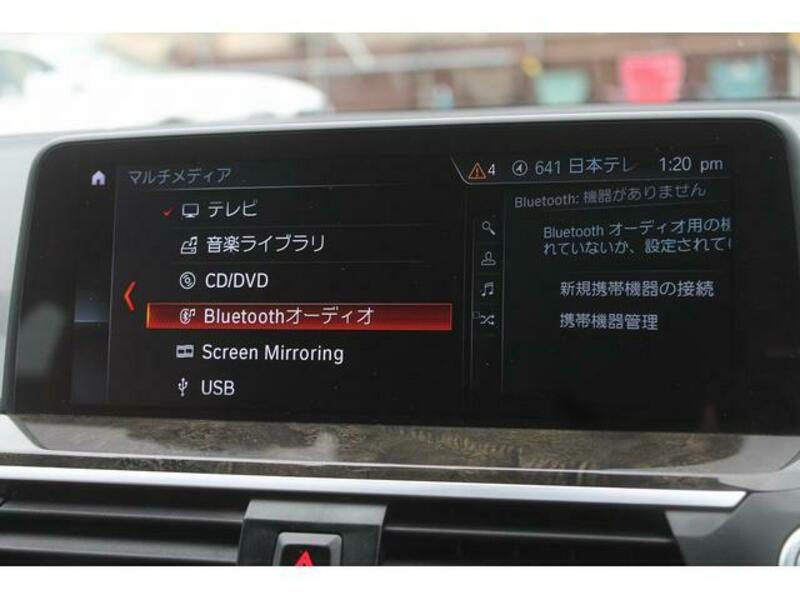 マルチメディア
4 641 日本テレ 1:20 pm
テレビ
音楽ライブラリ
CD/DVD
Bluetoothオーディオ
Screen Mirroring
USB
Bluetooth: 機器がありません
Bluetooth オーディオ用の機
れていないか、設定されてい
新規携帯機器の接続
携帯機器管理